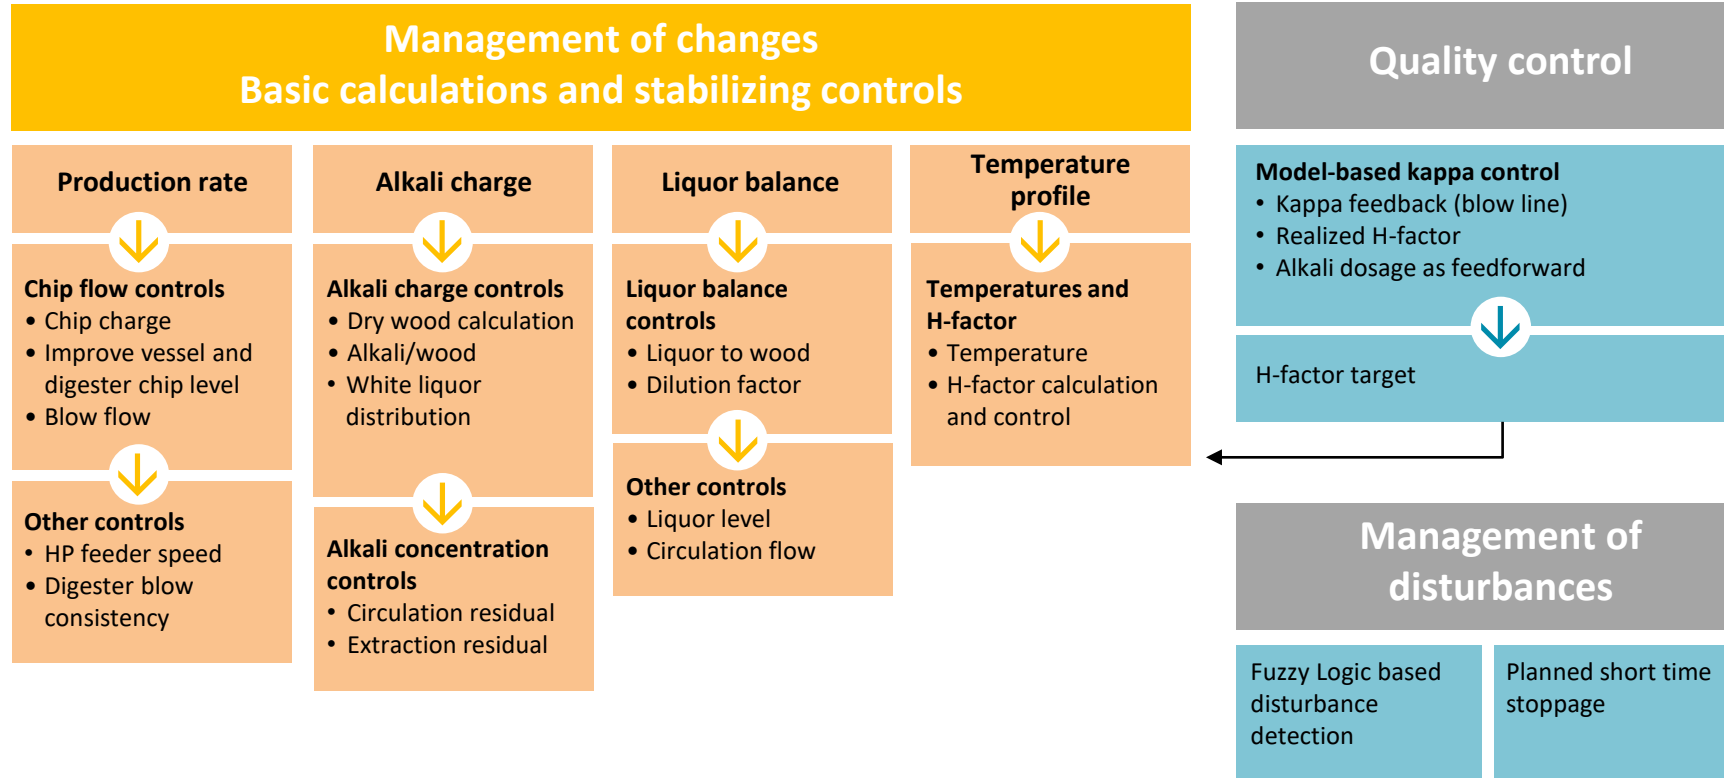 Management of changes
Basic calculations and stabilizing controls
Production rate
Chip flow controls
• Chip charge
• Improve vessel and
digester chip level
• Blow flow
Other controls
• HP feeder speed
• Digester blow
consistency
Alkali charge
Alkali charge controls
• Dry wood calculation
• Alkali/wood
• White liquor
distribution
Alkali concentration
controls
• Circulation residual
• Extraction residual
Liquor balance
Liquor balance
controls
• Liquor to wood
• Dilution factor
Other controls
• Liquor level
• Circulation flow
Temperature
profile
Temperatures and
H-factor
• Temperature
• H-factor calculation
and control
Quality control
Model-based kappa control
• Kappa feedback (blow line)
• Realized H-factor
• Alkali dosage as feedforward
H-factor target
Management of
disturbances
Fuzzy Logic based
disturbance
detection
Planned short time
stoppage